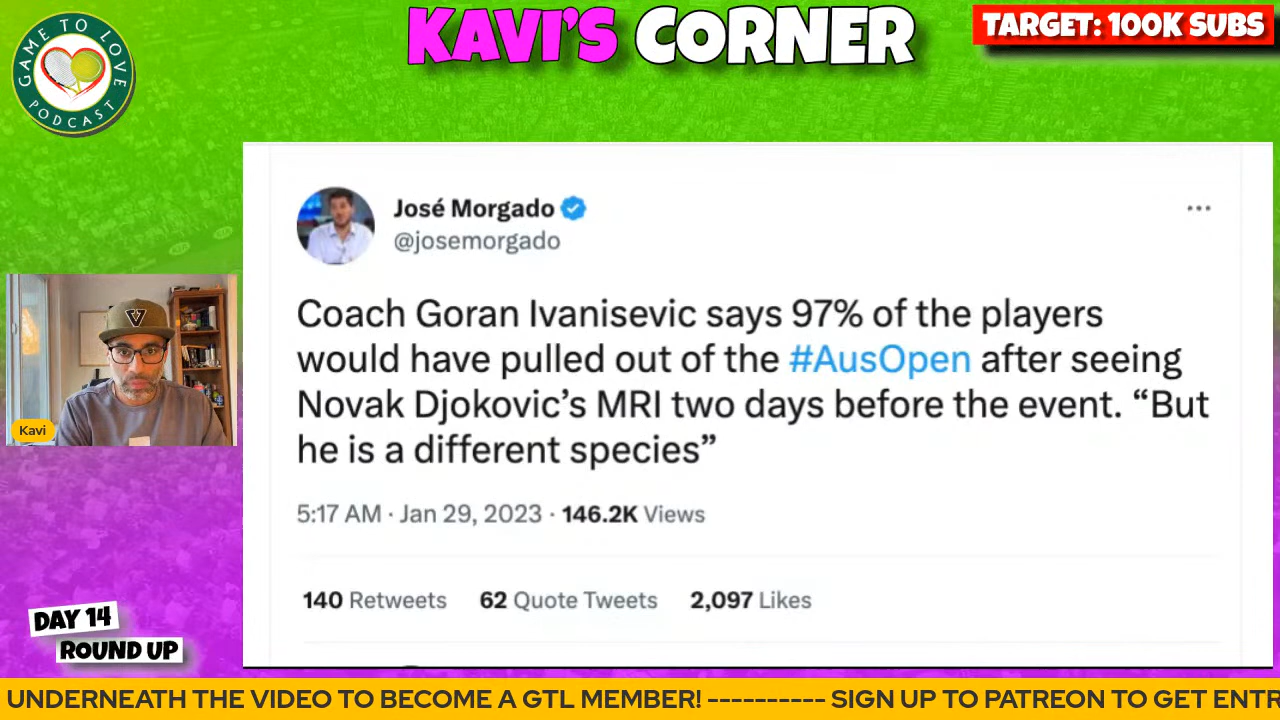 GAME TO LOVE
PODCAST
KAVI'S CORNER
TARGET: 100K SUBS
José Morgado
@josemorgado
Coach Goran Ivanisevic says 97% of the players
would have pulled out of the #AusOpen after seeing
Novak Djokovic’s MRI two days before the event. “But
he is a different species”
5:17 AM · Jan 29, 2023 · 146.2K Views
140 Retweets 62 Quote Tweets 2,097 Likes
Kavi
DAY 14
ROUND UP
UNDERNEATH THE VIDEO TO BECOME A GTL MEMBER! ---------- SIGN UP TO PATREON TO GET ENTR